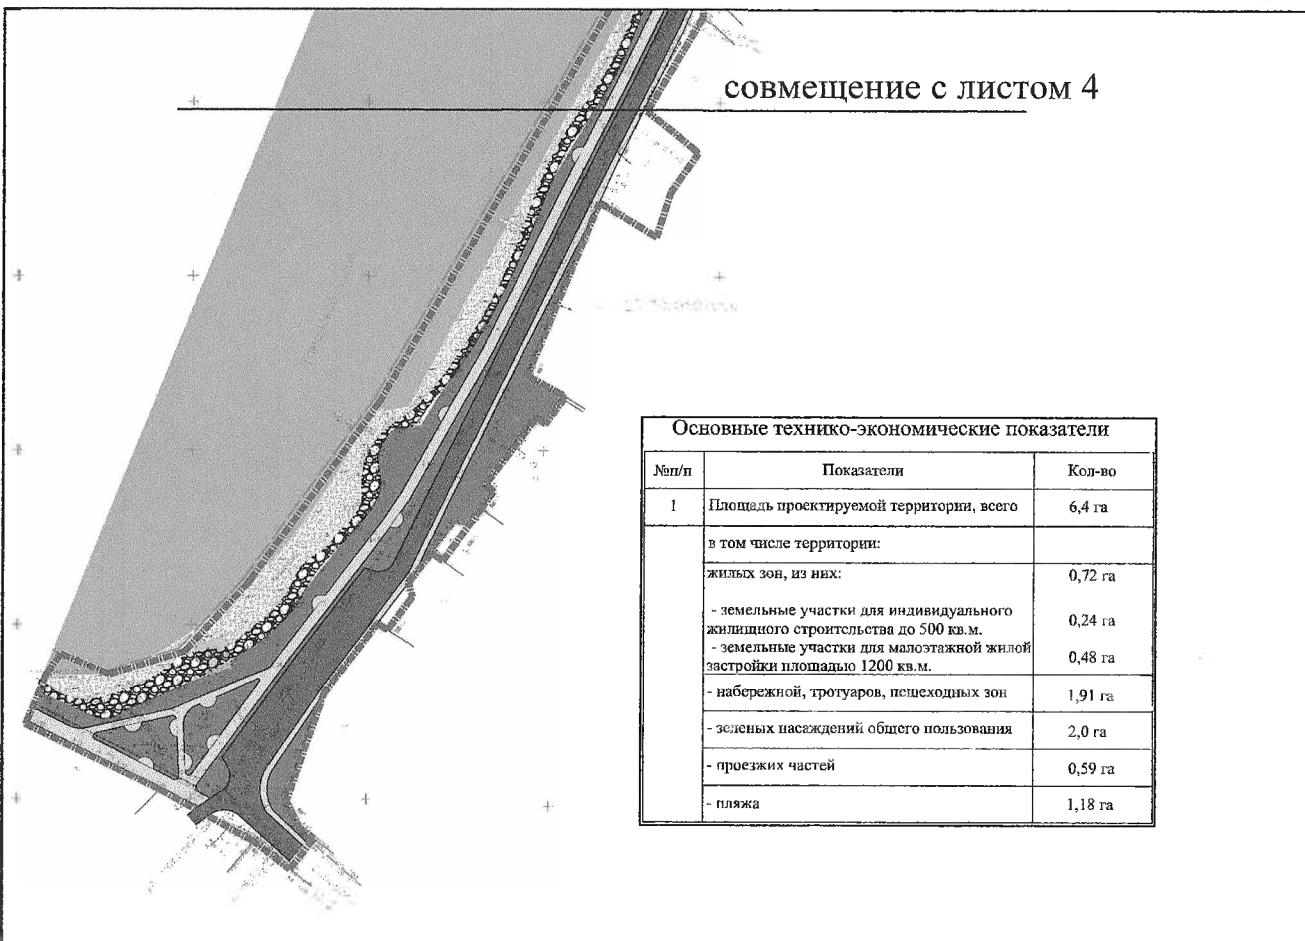 совмещение с листом 4
Основные технико-экономические показатели
№п/п Показатели Кол-во
1 Площадь проектируемой территории, всего 6,4 га
в том числе территории:
жилых зон, из них: 0,72 га
- земельные участки для индивидуального
жилищного строительства до 500 кв.м. 0,24 га
- земельные участки для малоэтажной жилой
застройки площадью 1200 кв.м. 0,48 га
- набережной, тротуаров, пешеходных зон 1,91 га
- зеленых насаждений общего пользования 2,0 га
- проезжих частей 0,59 га
- пляжа 1,18 га